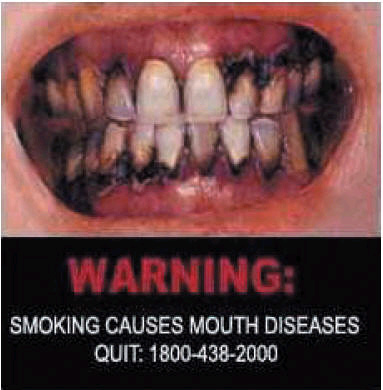 WARNING:
SMOKING CAUSES MOUTH DISEASES
QUIT: 1800-438-2000